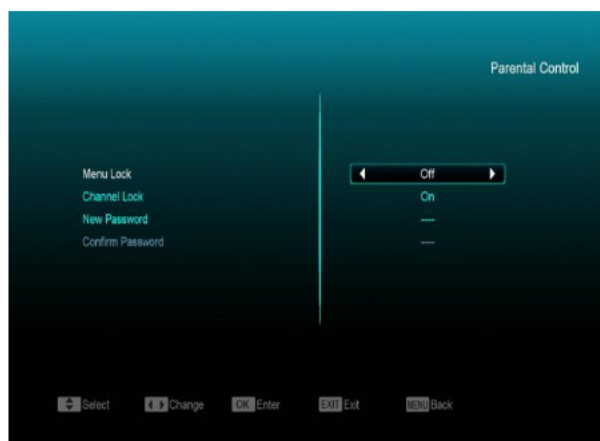 Parental Control
Menu Lock Off
Channel Lock On
New Password ----
Confirm Password ----
Select Change OK Enter EXIT Exit MENU Back